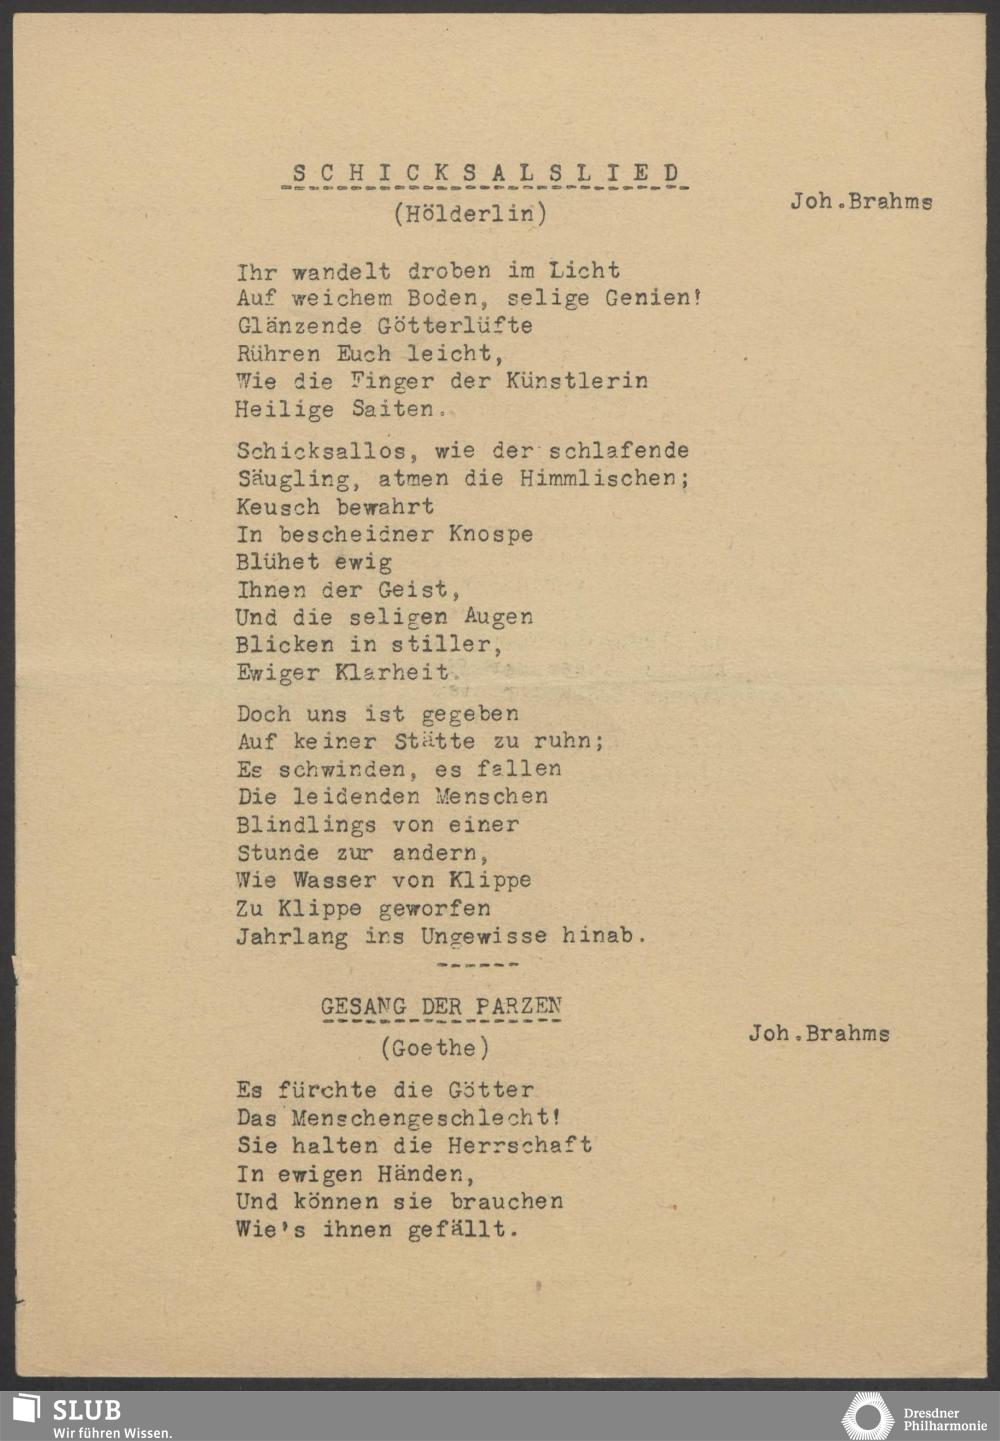 SCHICKSALSLIED
Joh.Brahms
(Hölderlin)
Ihr wandelt droben im Licht
Auf weichem Boden, selige Genien!
Glänzende Götterlüfte
Rühren Euch leicht,
Wie die Finger der Künstlerin
Heilige Saiten.
Schicksallos, wie der schlafende
Säugling, atmen die Himmlischen;
Keusch bewahrt
In bescheidner Knospe
Blühet ewig
Ihnen der Geist,
Und die seligen Augen
Blicken in stiller,
Ewiger Klarheit.
Doch uns ist gegeben
Auf keiner Stätte zu ruhn;
Es schwinden, es fallen
Die leidenden Menschen
Blindlings von einer
Stunde zur andern,
Wie Wasser von Klippe
Zu Klippe geworfen
Jahrlang ins Ungewisse hinab.
------
GESANG DER PARZEN
Joh.Brahms
(Goethe)
Es fürchte die Götter
Das Menschengeschlecht!
Sie halten die Herrschaft
In ewigen Händen,
Und können sie brauchen
Wie's ihnen gefällt.
SLUB
Wir führen Wissen.
Dresdner
Philharmonie